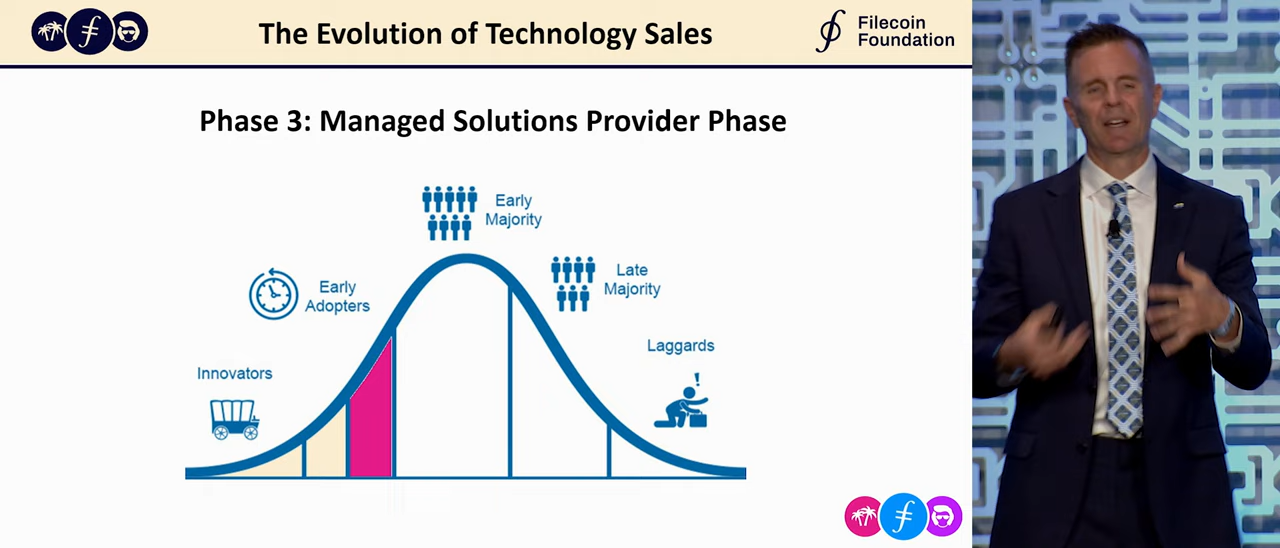 The Evolution of Technology Sales
Filecoin
Foundation
Phase 3: Managed Solutions Provider Phase
Early
Majority
Early
Adopters
Late
Majority
Laggards
Innovators